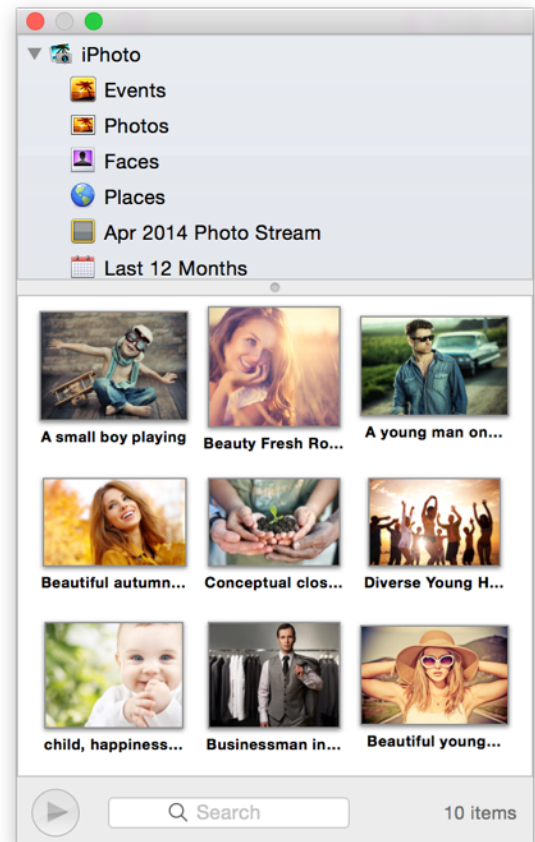 iPhoto
Events
Photos
Faces
Places
Apr 2014 Photo Stream
Last 12 Months
A small boy playing
Beauty Fresh Ro...
A young man on...
Beautiful autumn...
Conceptual clos...
Diverse Young H...
child, happiness...
Businessman in...
Beautiful young...
Search
10 items